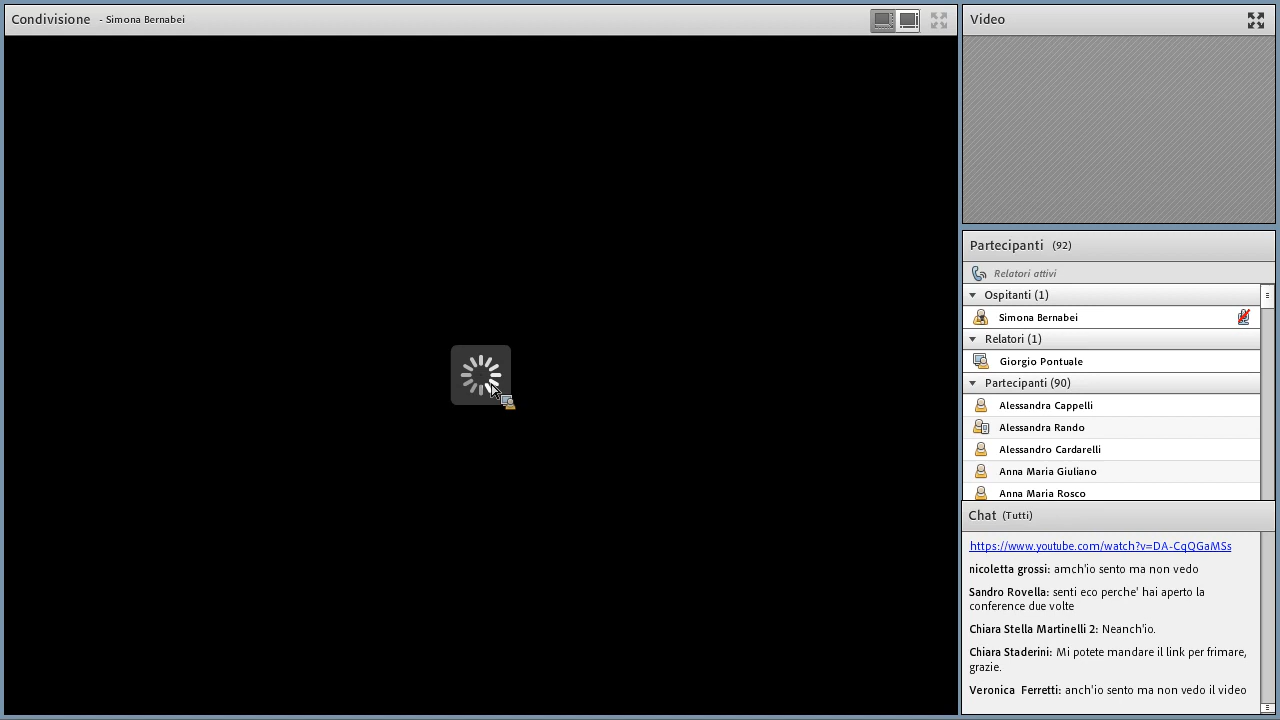 Condivisione - Simona Bernabei
Video
Partecipanti (92)
Relatori attivi
Ospitanti (1)
Simona Bernabei
Relatori (1)
Giorgio Pontuale
Partecipanti (90)
Alessandra Cappelli
Alessandra Rando
Alessandro Cardarelli
Anna Maria Giuliano
Anna Maria Rosco
Chat (Tutti)
https://www.youtube.com/watch?v=DA-CqQGaMSs
nicoletta grossi: amch'io sento ma non vedo
Sandro Rovella: senti eco perche' hai aperto la
conference due volte
Chiara Stella Martinelli 2: Neanch'io.
Chiara Staderini: Mi potete mandare il link per frimare,
grazie.
Veronica Ferretti: anch'io sento ma non vedo il video